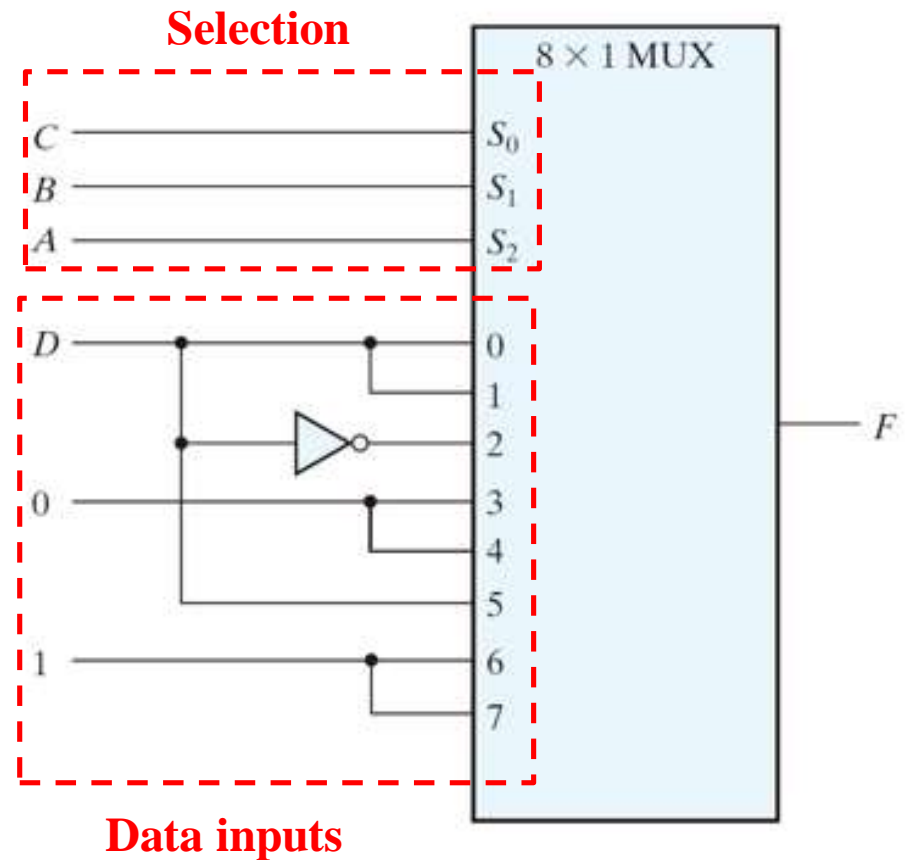 Selection
8 × 1 MUX
C
S₀
B
S₁
A
S₂
D
0
1
2
0
3
4
5
1
6
7
F
Data inputs